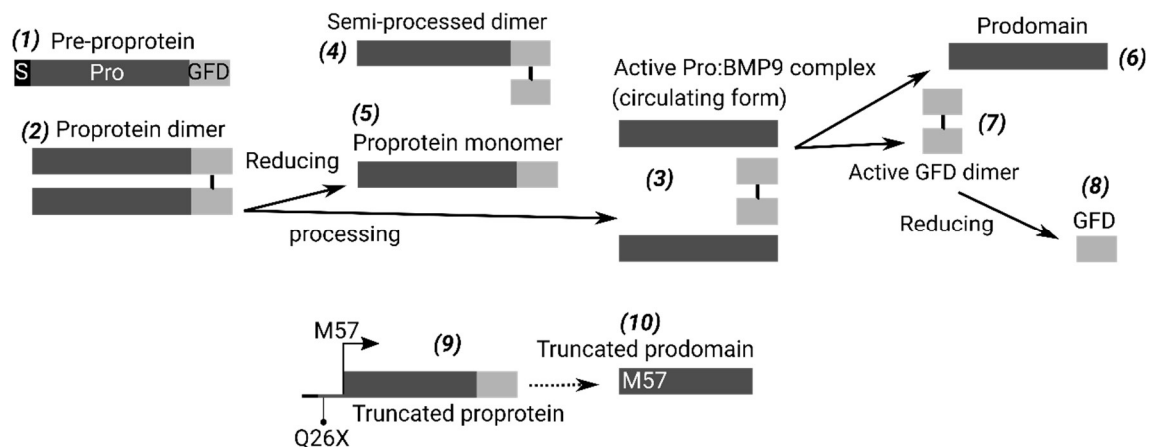 (1) Pre-proprotein
S Pro GFD
(2) Proprotein dimer
Semi-processed dimer
(4)
(5)
Proprotein monomer
Reducing
processing
Active Pro:BMP9 complex
(circulating form)
(3)
Prodomain
(6)
(7)
Active GFD dimer
Reducing
(8)
GFD
M57
(9)
Truncated proprotein
Q26X
(10)
Truncated prodomain
M57